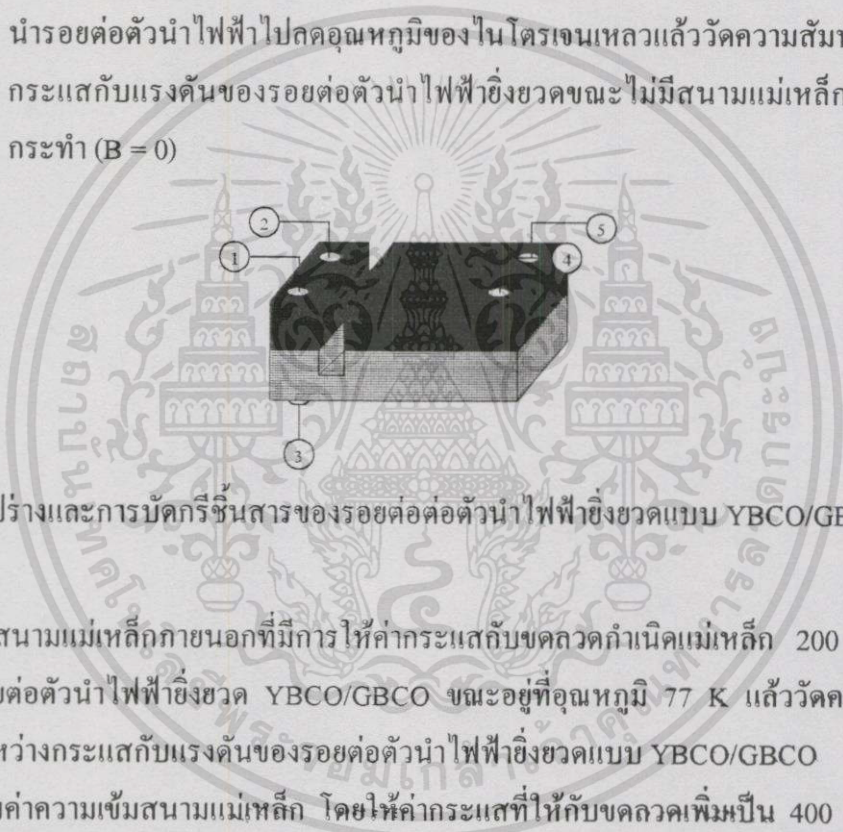 นำรอยต่อตัวนำไฟฟ้าไปลดอุณหภูมิของไนโตรเจนเหลวแล้ววัดความสัมพ
กระแสกับแรงดันของรอยต่อตัวนำไฟฟ้ายิ่งยวดขณะไม่มีสนามแม่เหล็ก
กระทำ (B = 0)
2
5
1
4
3
ปร่างและการบัดกรีชิ้นสารของรอยต่อต่อตัวนำไฟฟ้ายิ่งยวดแบบ YBCO/GB
สนามแม่เหล็กภายนอกที่มีการให้ค่ากระแสกับขดลวดกำเนิดแม่เหล็ก 200
ยต่อตัวนำไฟฟ้ายิ่งยวด YBCO/GBCO ขณะอยู่ที่อุณหภูมิ 77 K แล้ววัดค
หว่างกระแสกับแรงดันของรอยต่อตัวนำไฟฟ้ายิ่งยวดแบบ YBCO/GBCO
ค่าความเข้มสนามแม่เหล็ก โดยให้ค่ากระแสที่ให้กับขดลวดเพิ่มเป็น 400